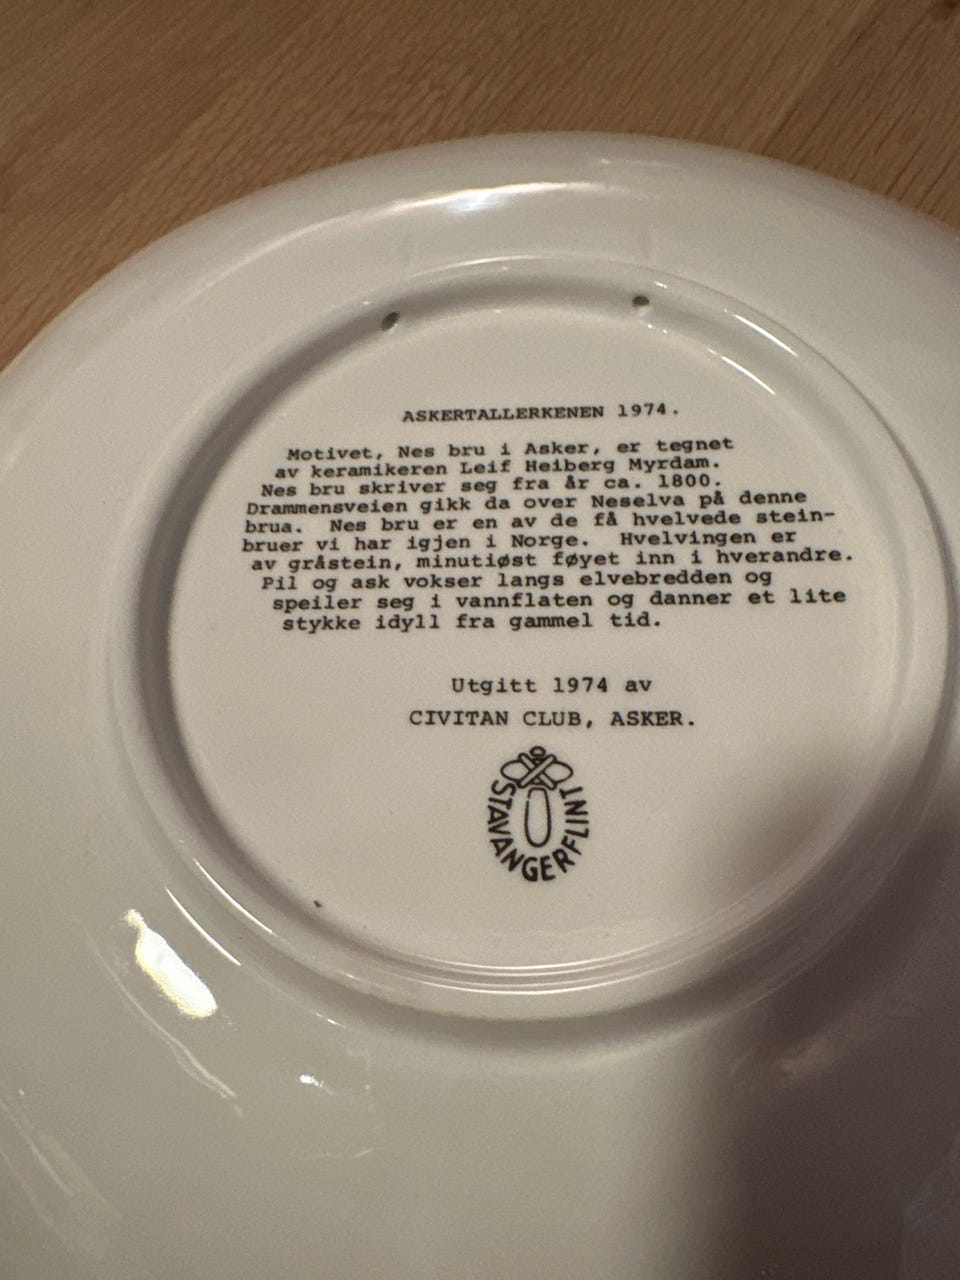 ASKERTALLERKENEN 1974.
Motivet, Nes bru i Asker, er tegnet
av keramikeren Leif Heiberg Myrdam.
Nes bru skriver seg fra år ca. 1800.
Drammensveien gikk da over Neselva på denne
brua. Nes bru er en av de få hvelvede stein-
bruer vi har igjen i Norge. Hvelvingen er
av gråstein, minutiøst føyet inn i hverandre.
Pil og ask vokser langs elvebredden og
speiler seg i vannflaten og danner et lite
stykke idyll fra gammel tid.
Utgitt 1974 av
CIVITAN CLUB, ASKER.
STAVANGERFLINT